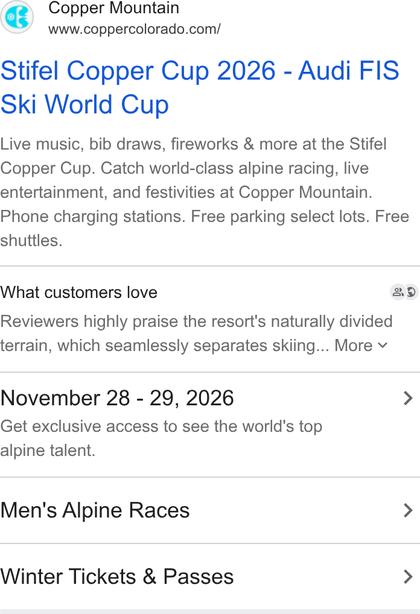 Copper Mountain
www.coppercolorado.com/
Stifel Copper Cup 2026 - Audi FIS
Ski World Cup
Live music, bib draws, fireworks & more at the Stifel
Copper Cup. Catch world-class alpine racing, live
entertainment, and festivities at Copper Mountain.
Phone charging stations. Free parking select lots. Free
shuttles.
What customers love
Reviewers highly praise the resort's naturally divided
terrain, which seamlessly separates skiing... More
November 28 - 29, 2026
Get exclusive access to see the world's top
alpine talent.
Men's Alpine Races
Winter Tickets & Passes